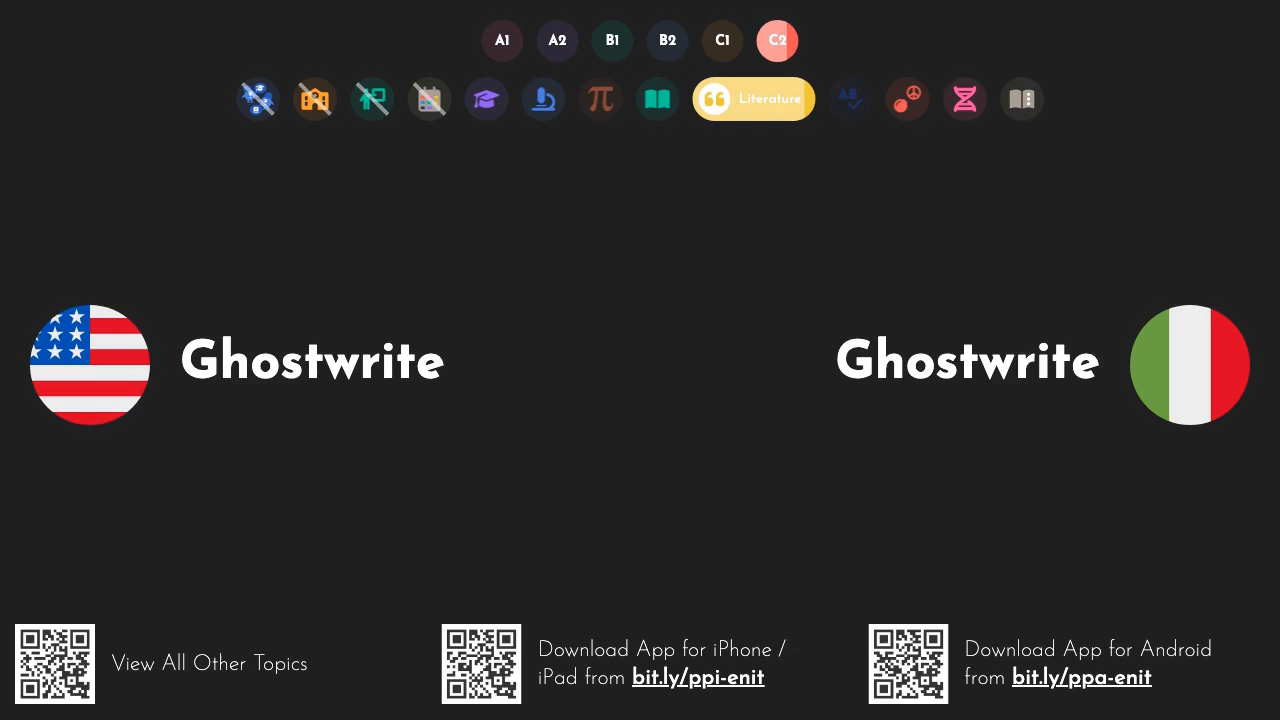 A1 A2 B1 B2 C1 C2
Literature
Ghostwrite
Ghostwrite
View All Other Topics
Download App for iPhone /
iPad from bit.ly/ppi-enit
Download App for Android
from bit.ly/ppa-enit